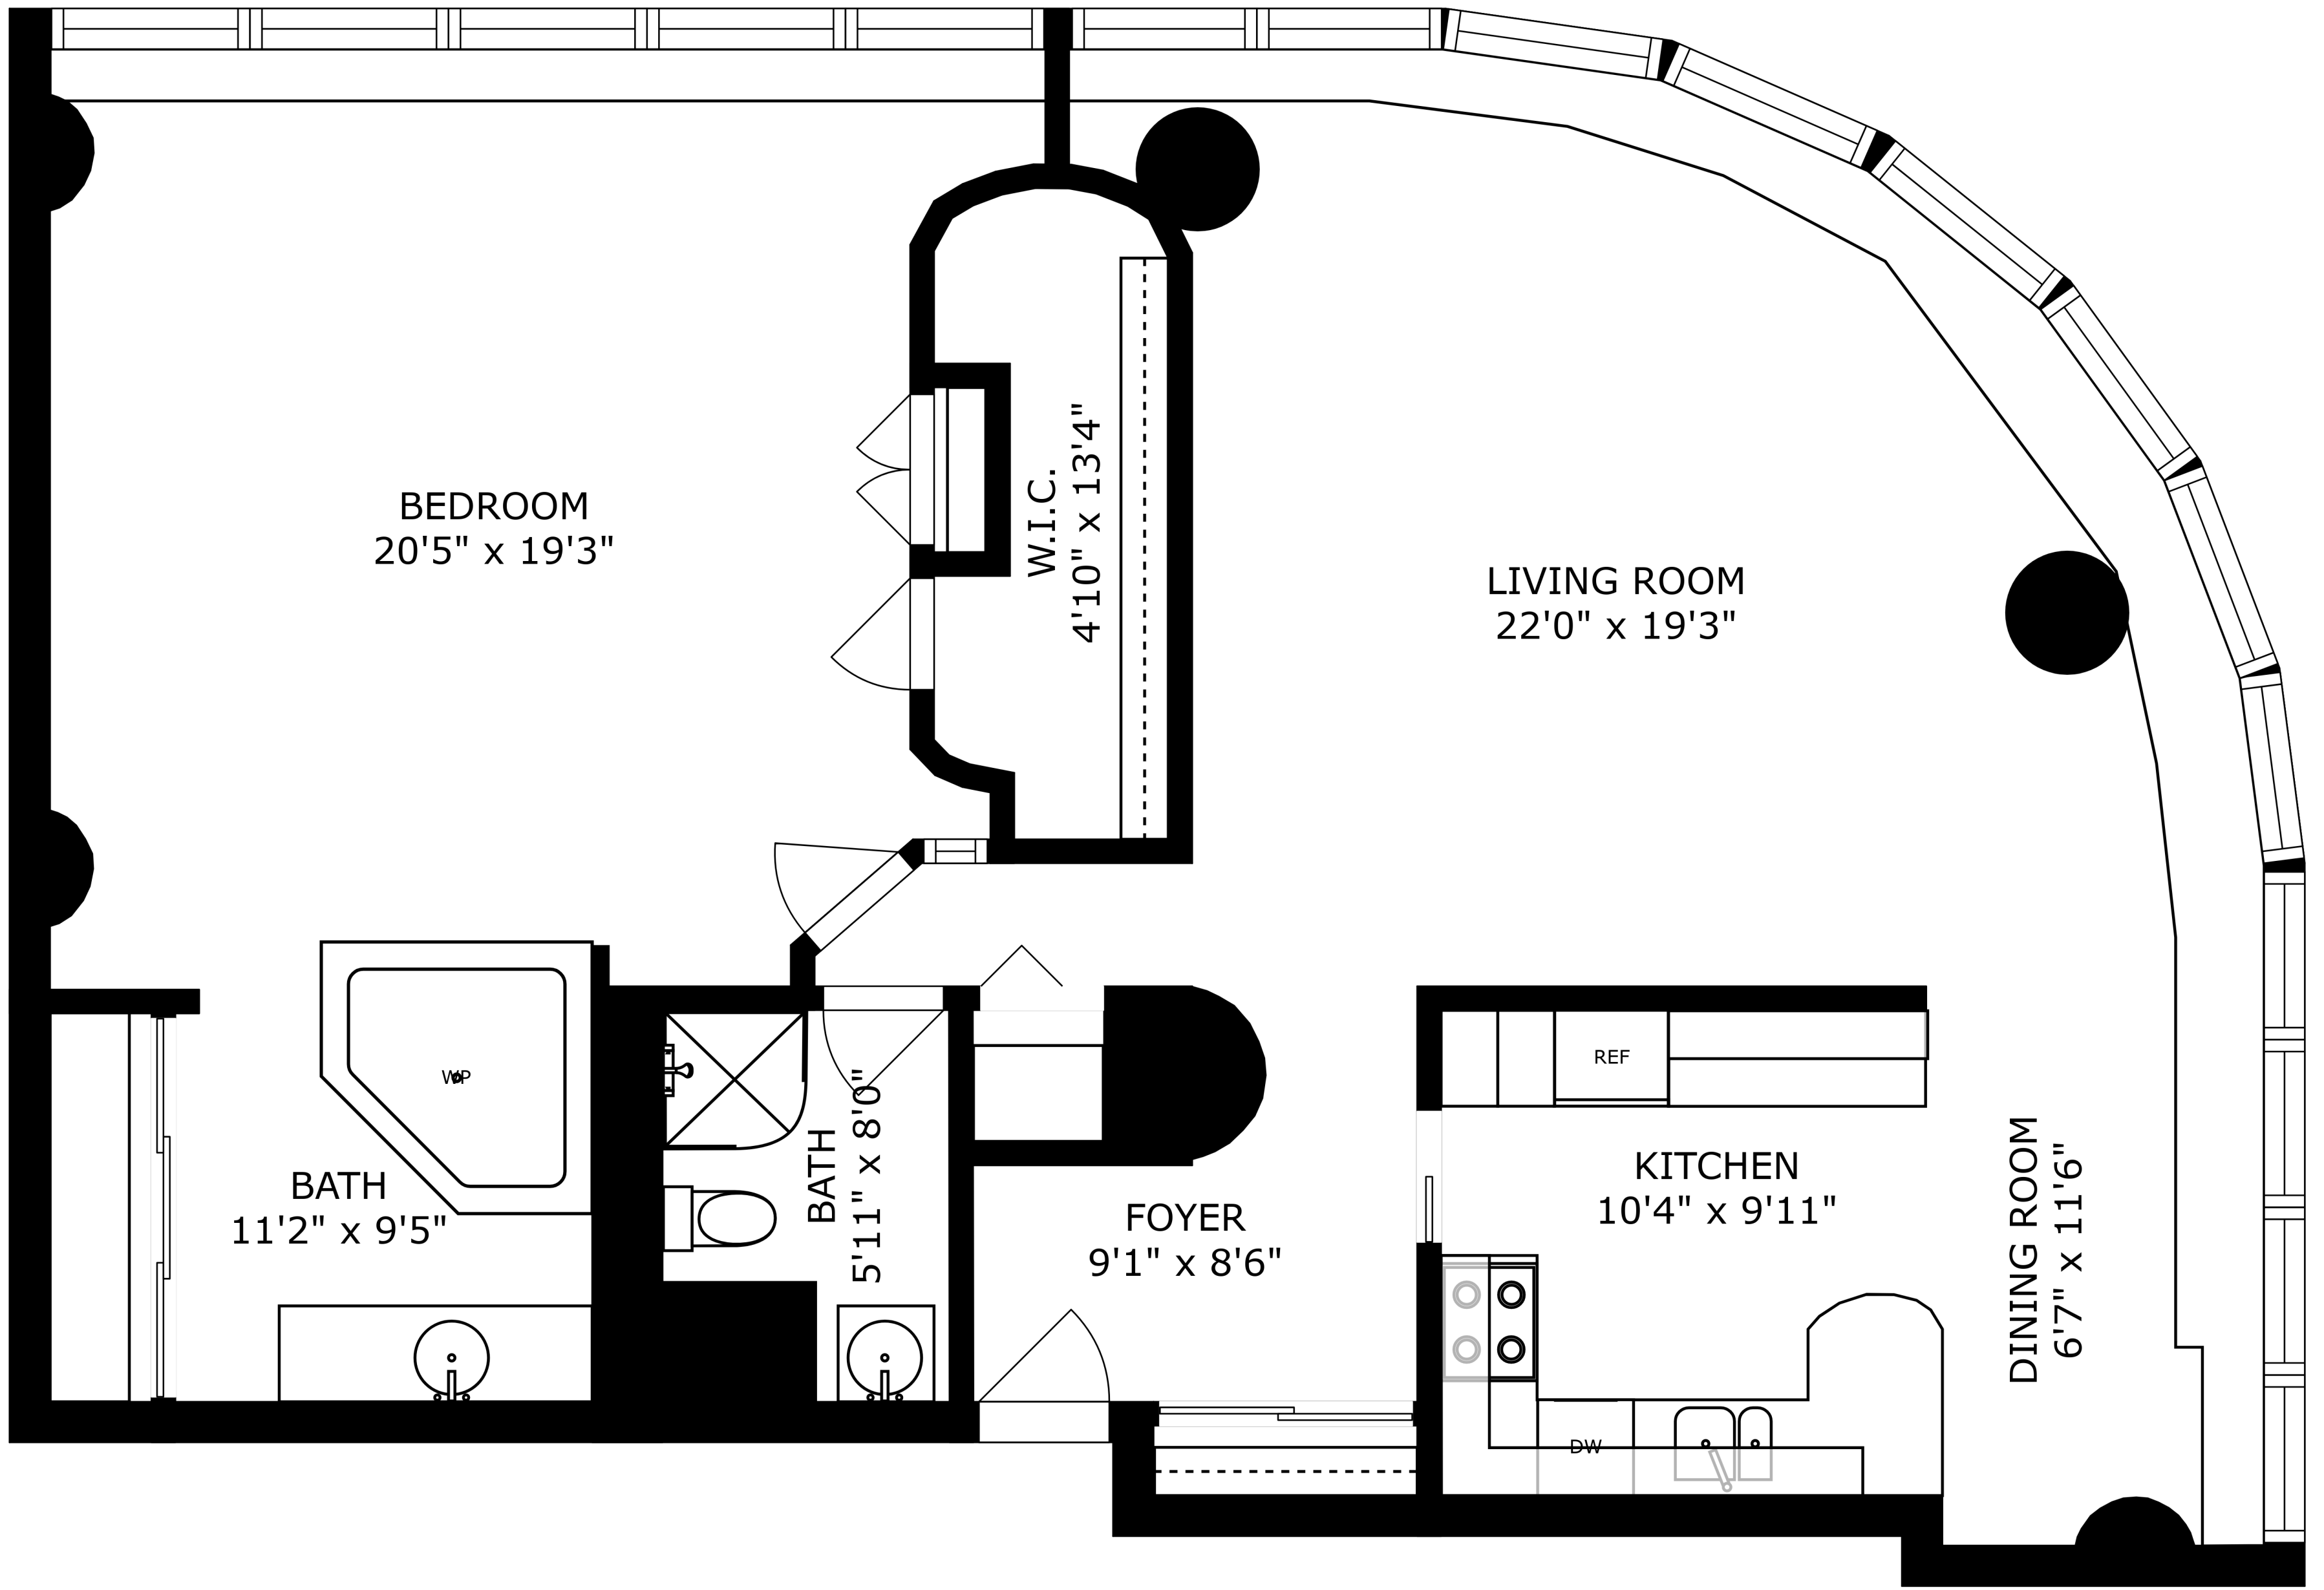 BEDROOM
20'5" x 19'3"
W.I.C.
4'10" x 13'4"
LIVING ROOM
22'0" x 19'3"
WP
BATH
11'2" x 9'5"
BATH
5'11" x 8'0"
FOYER
9'1" x 8'6"
REF
KITCHEN
10'4" x 9'11"
DW
DINING ROOM
6'7" x 11'6"